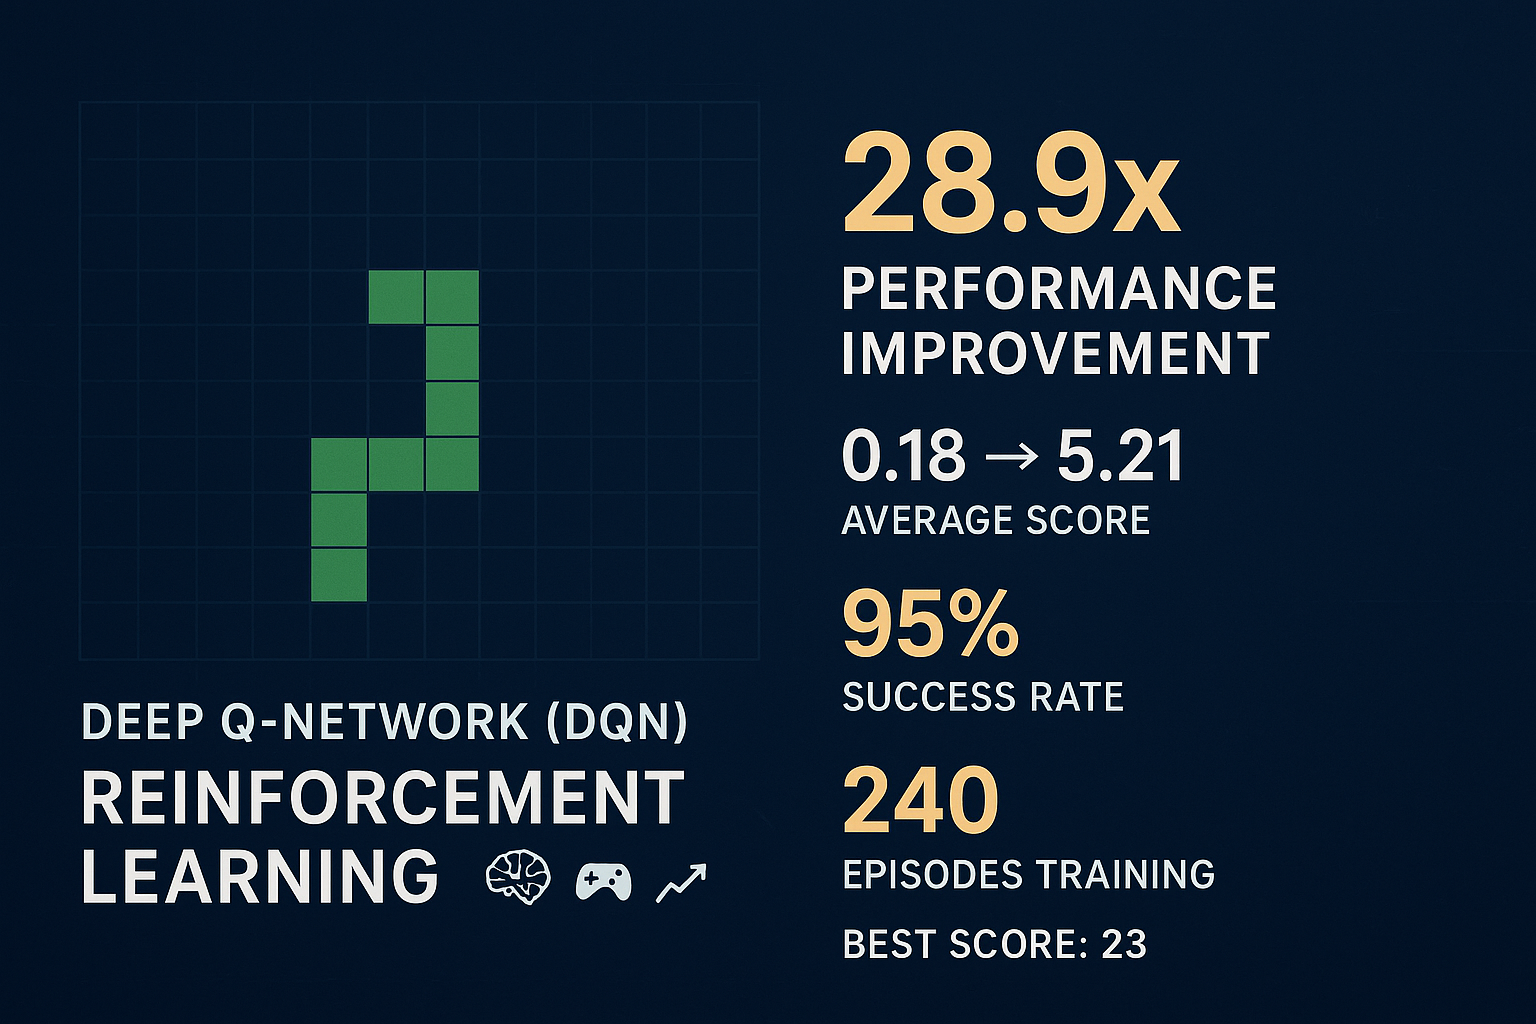 DEEP Q-NETWORK (DQN)
REINFORCEMENT
LEARNING
28.9x
PERFORMANCE
IMPROVEMENT
0.18 → 5.21
AVERAGE SCORE
95%
SUCCESS RATE
240
EPISODES TRAINING
BEST SCORE: 23